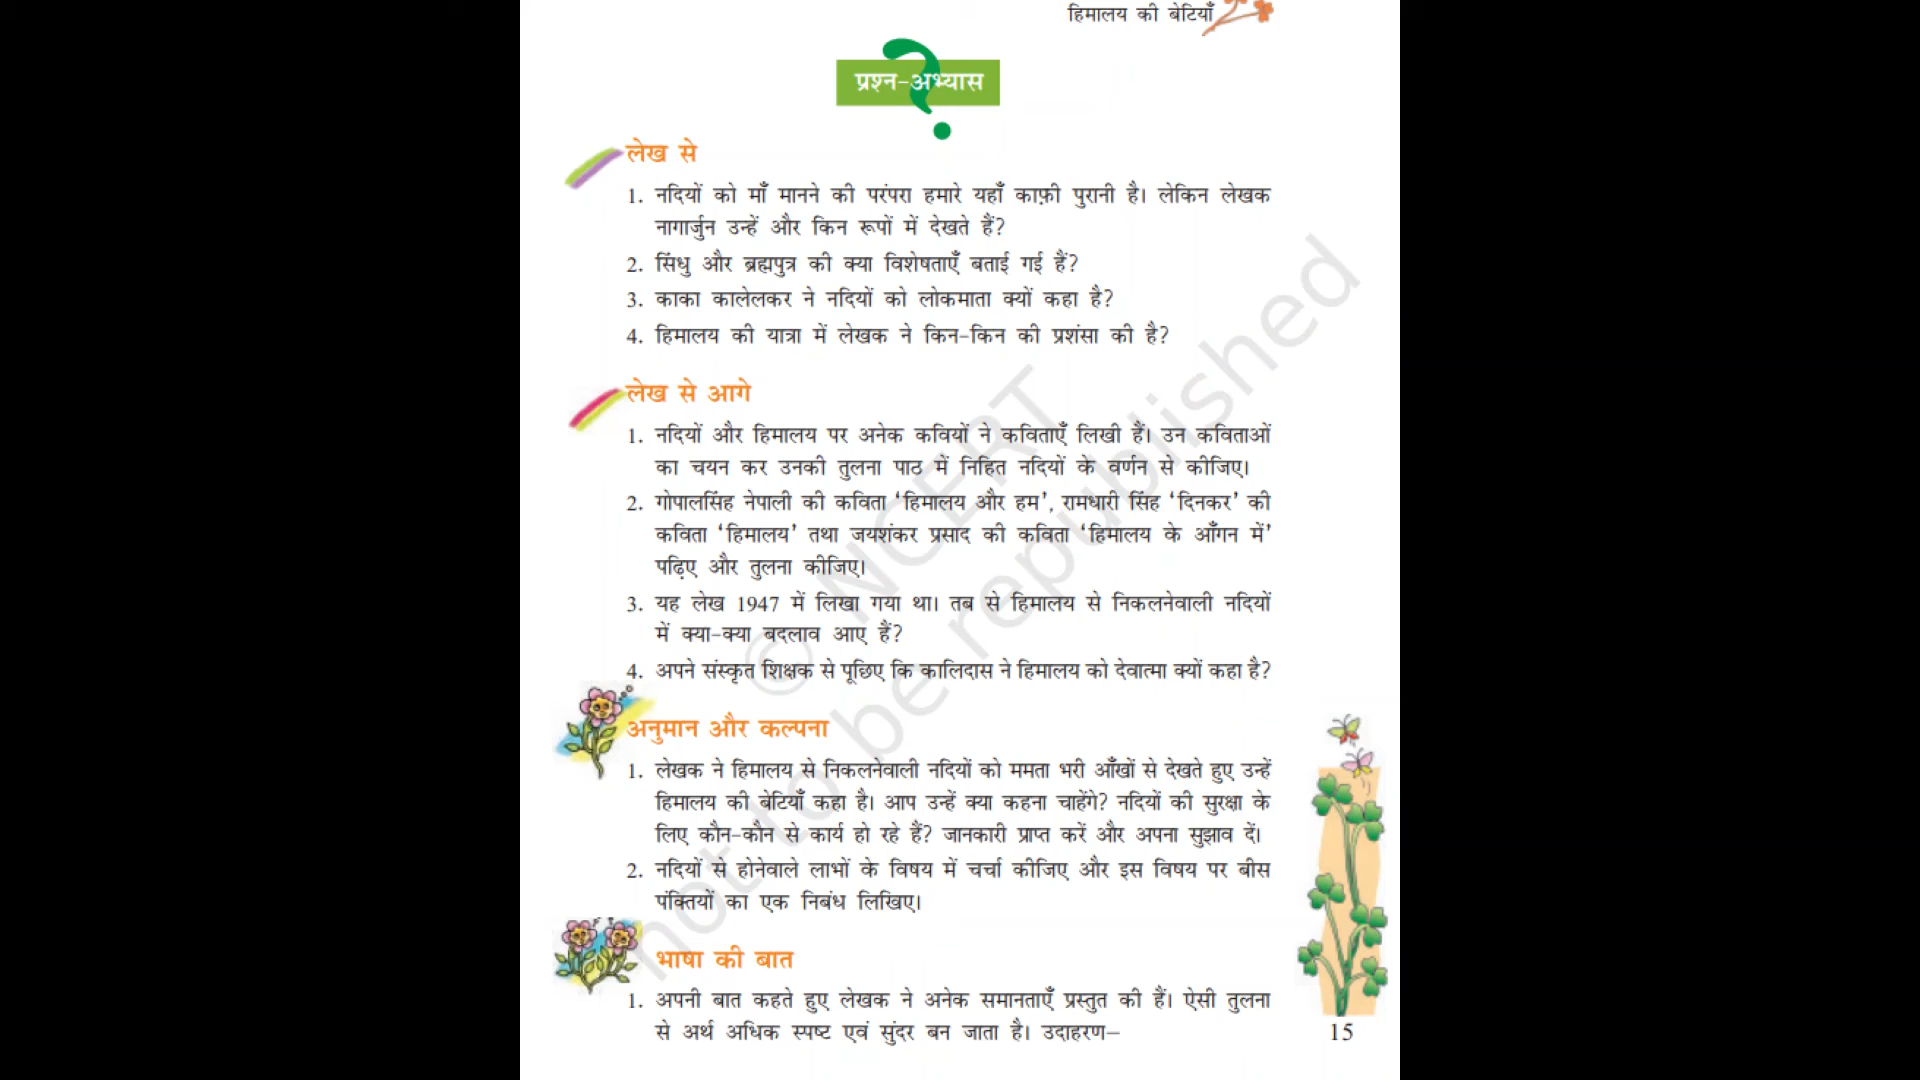 हिमालय की बेटियाँ
प्रश्न-अभ्यास
लेख से
1. नदियों को माँ मानने की परंपरा हमारे यहाँ काफ़ी पुरानी है। लेकिन लेखक
नागार्जुन उन्हें और किन रूपों में देखते हैं?
2. सिंधु और ब्रह्मपुत्र की क्या विशेषताएँ बताई गई हैं?
3. काका कालेलकर ने नदियों को लोकमाता क्यों कहा है?
4. हिमालय की यात्रा में लेखक ने किन-किन की प्रशंसा की है?
लेख से आगे
1. नदियों और हिमालय पर अनेक कवियों ने कविताएँ लिखी हैं। उन कविताओं
का चयन कर उनकी तुलना पाठ में निहित नदियों के वर्णन से कीजिए।
2. गोपालसिंह नेपाली की कविता ‘हिमालय और हम’, रामधारी सिंह ‘दिनकर’ की
कविता ‘हिमालय’ तथा जयशंकर प्रसाद की कविता ‘हिमालय के आँगन में’
पढ़िए और तुलना कीजिए।
3. यह लेख 1947 में लिखा गया था। तब से हिमालय से निकलनेवाली नदियों
में क्या-क्या बदलाव आए हैं?
4. अपने संस्कृत शिक्षक से पूछिए कि कालिदास ने हिमालय को देवात्मा क्यों कहा है?
अनुमान और कल्पना
1. लेखक ने हिमालय से निकलनेवाली नदियों को ममता भरी आँखों से देखते हुए उन्हें
हिमालय की बेटियाँ कहा है। आप उन्हें क्या कहना चाहेंगे? नदियों की सुरक्षा के
लिए कौन-कौन से कार्य हो रहे हैं? जानकारी प्राप्त करें और अपना सुझाव दें।
2. नदियों से होनेवाले लाभों के विषय में चर्चा कीजिए और इस विषय पर बीस
पंक्तियों का एक निबंध लिखिए।
भाषा की बात
1. अपनी बात कहते हुए लेखक ने अनेक समानताएँ प्रस्तुत की हैं। ऐसी तुलना
से अर्थ अधिक स्पष्ट एवं सुंदर बन जाता है। उदाहरण–
15
© NCERT
not to be republished